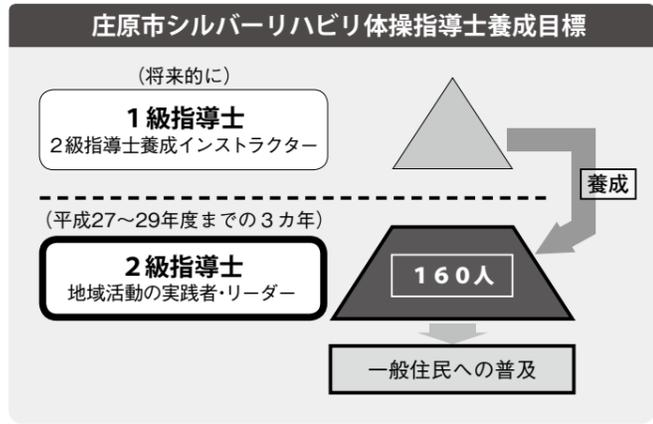 庄原市シルバーリハビリ体操指導士養成目標
（将来的に）
１級指導士
２級指導士養成インストラクター
養成
（平成27～29年度までの３カ年）
２級指導士
地域活動の実践者・リーダー
１６０人
一般住民への普及